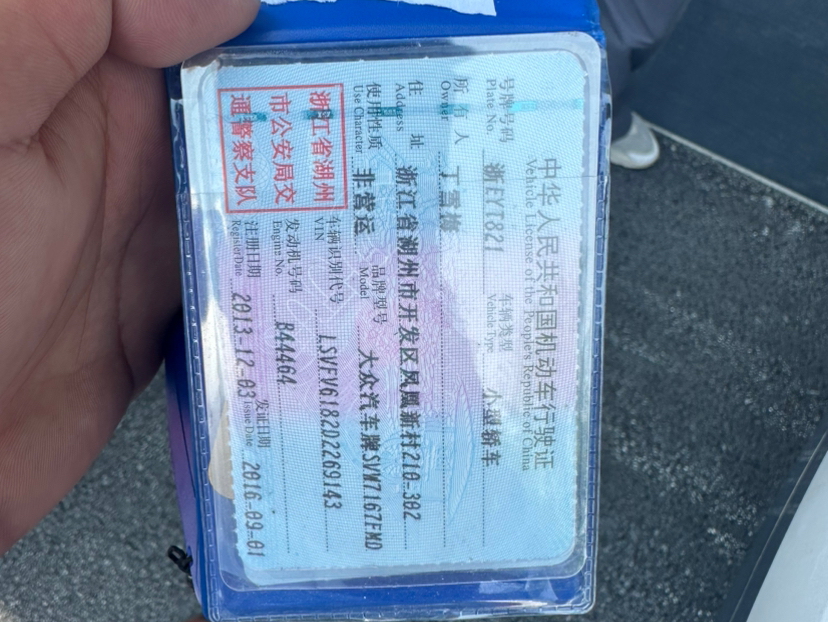 中华人民共和国机动车行驶证
Vehicle License of the People's Republic of China
号牌号码 浙EYT821 车辆类型 小型轿车
Plate No. Vehicle Type
所有人 丁雪梅
Owner
住址 浙江省湖州市开发区凤凰新村210-302
Address
使用性质 非营运 品牌型号 大众汽车牌SVW7167FMD
Use Character Model
浙江省湖州
市公安局交
通警察支队
车辆识别代号 LSVFV6182D2269143
VIN
发动机号码 B44464
Engine No.
注册日期 2013-12-03 发证日期 2016-09-01
Register Date Issue Date